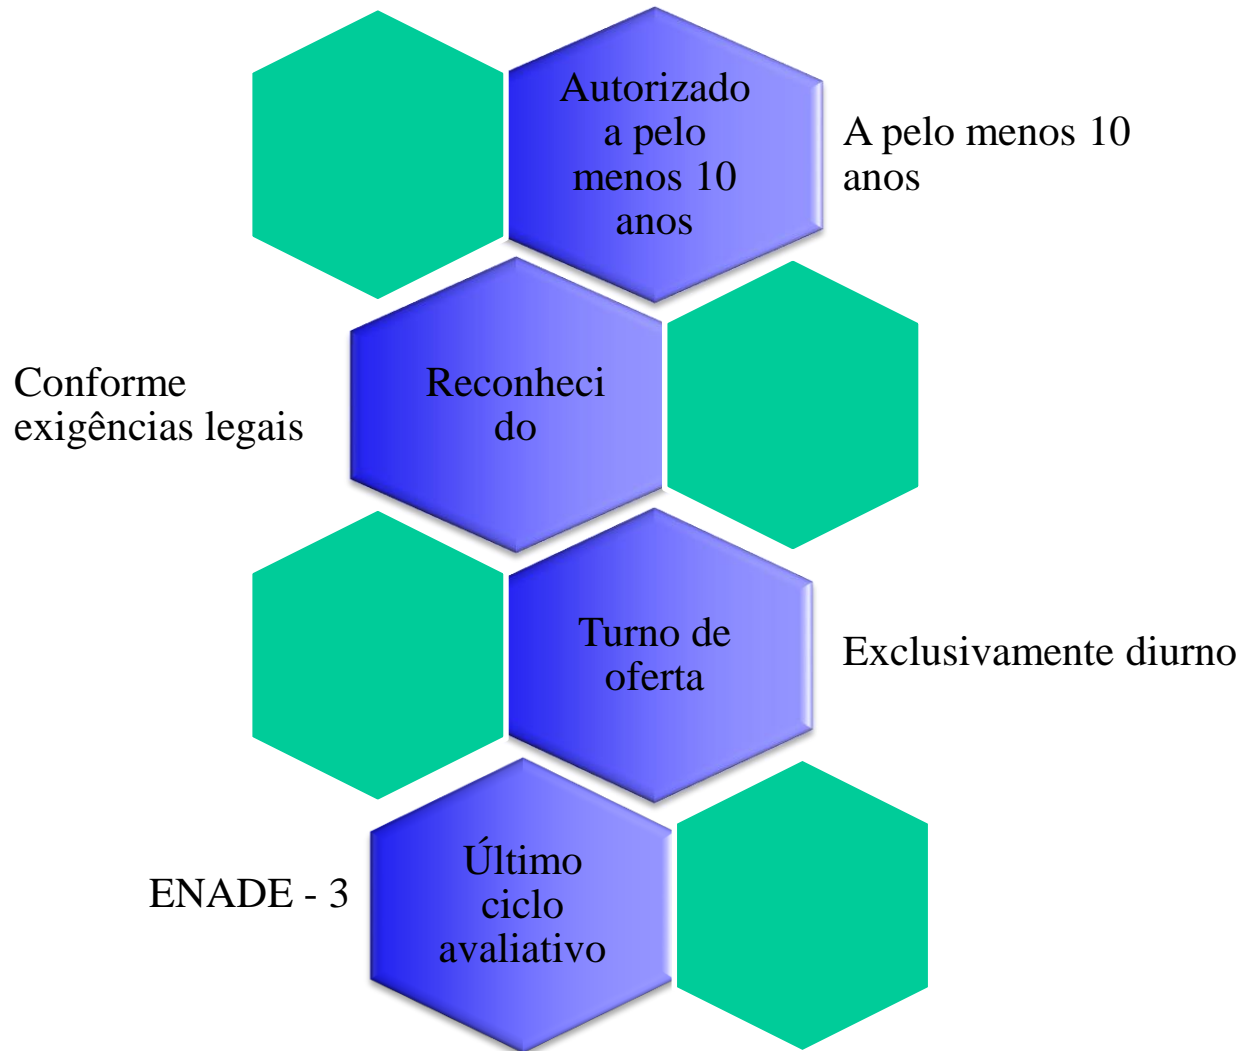 Autorizado
a pelo
menos 10
anos
A pelo menos 10
anos
Conforme
exigências legais
Reconheci
do
Turno de
oferta
Exclusivamente diurno
ENADE - 3
Último
ciclo
avaliativo